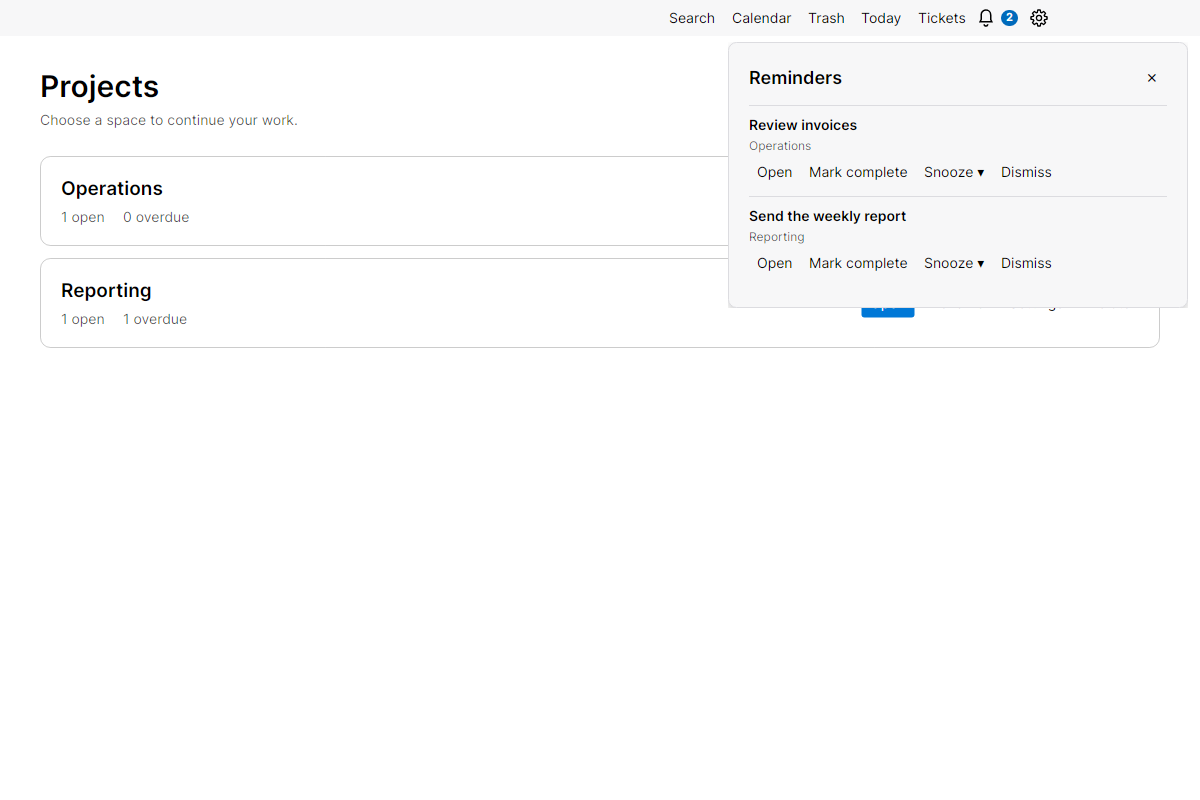 Search Calendar Trash Today Tickets 2
Projects
Choose a space to continue your work.
Operations
1 open 0 overdue
Reporting
1 open 1 overdue
Reminders ×
Review invoices
Operations
Open Mark complete Snooze ▾ Dismiss
Send the weekly report
Reporting
Open Mark complete Snooze ▾ Dismiss